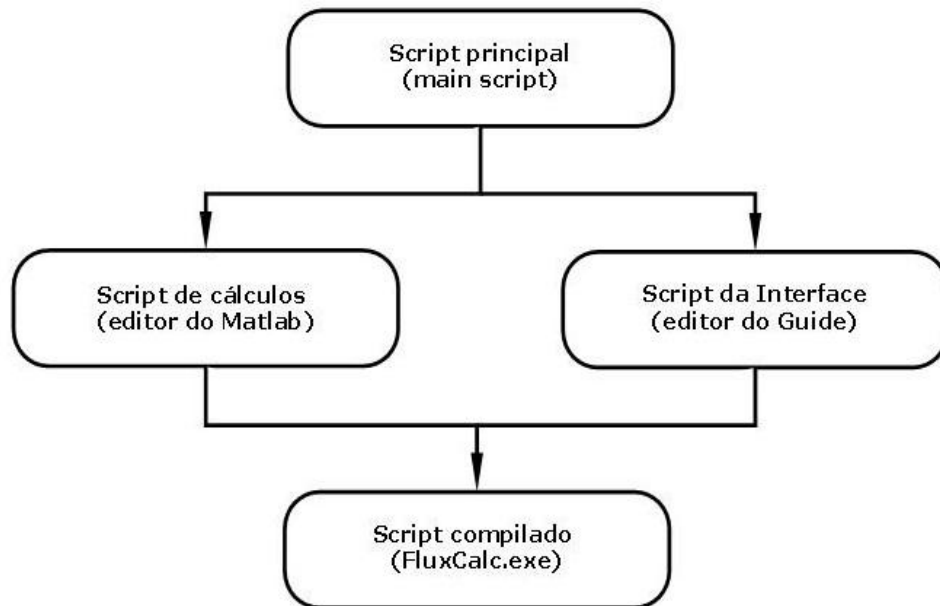 Script principal
(main script)
Script de cálculos
(editor do Matlab)
Script da Interface
(editor do Guide)
Script compilado
(FluxCalc.exe)